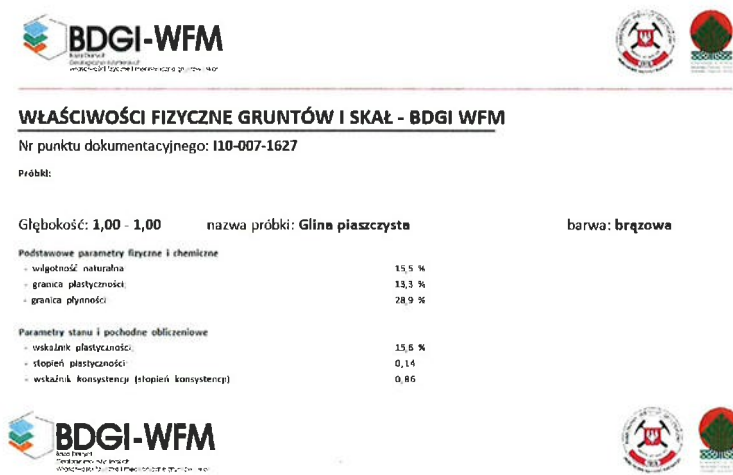 BDGI-WFM
WŁAŚCIWOŚCI FIZYCZNE GRUNTÓW I SKAŁ - BDGI WFM
Nr punktu dokumentacyjnego: I10-007-1627
Próbki:
Głębokość: 1,00 - 1,00 nazwa próbki: Glina piaszczysta barwa: brązowa
Podstawowe parametry fizyczne i chemiczne
- wilgotność naturalna 15,5 %
- granica plastyczności: 13,3 %
- granica płynności: 28,9 %
Parametry stanu i pochodne obliczeniowe
- wskaźnik plastyczności: 15,6 %
- stopień plastyczności: 0,14
- wskaźnik konsystencji (stopień konsystencji) 0,86
BDGI-WFM